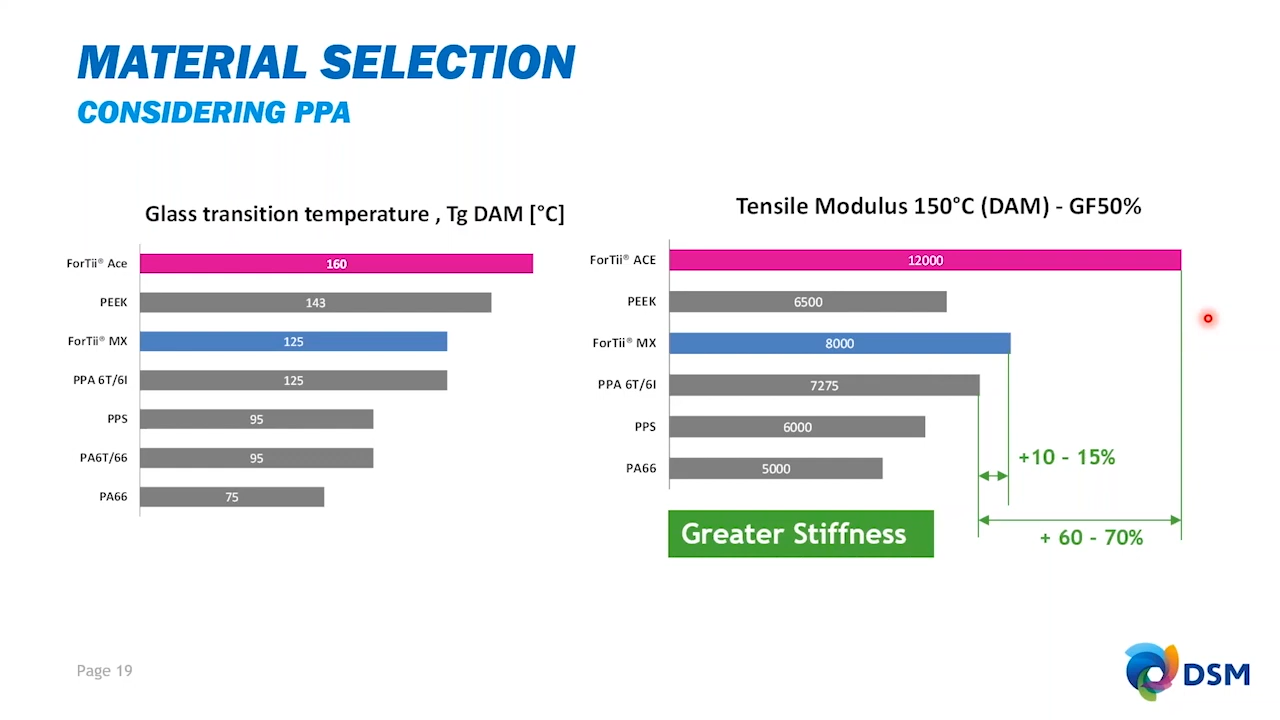 MATERIAL SELECTION
CONSIDERING PPA
Glass transition temperature , Tg DAM [°C]
ForTii® Ace 160
PEEK 143
ForTii® MX 125
PPA 6T/6I 125
PPS 95
PA6T/66 95
PA66 75
Tensile Modulus 150°C (DAM) - GF50%
ForTii® ACE 12000
PEEK 6500
ForTii® MX 8000
PPA 6T/6I 7275
PPS 6000
PA66 5000
+10 - 15%
+ 60 - 70%
Greater Stiffness
Page 19
DSM